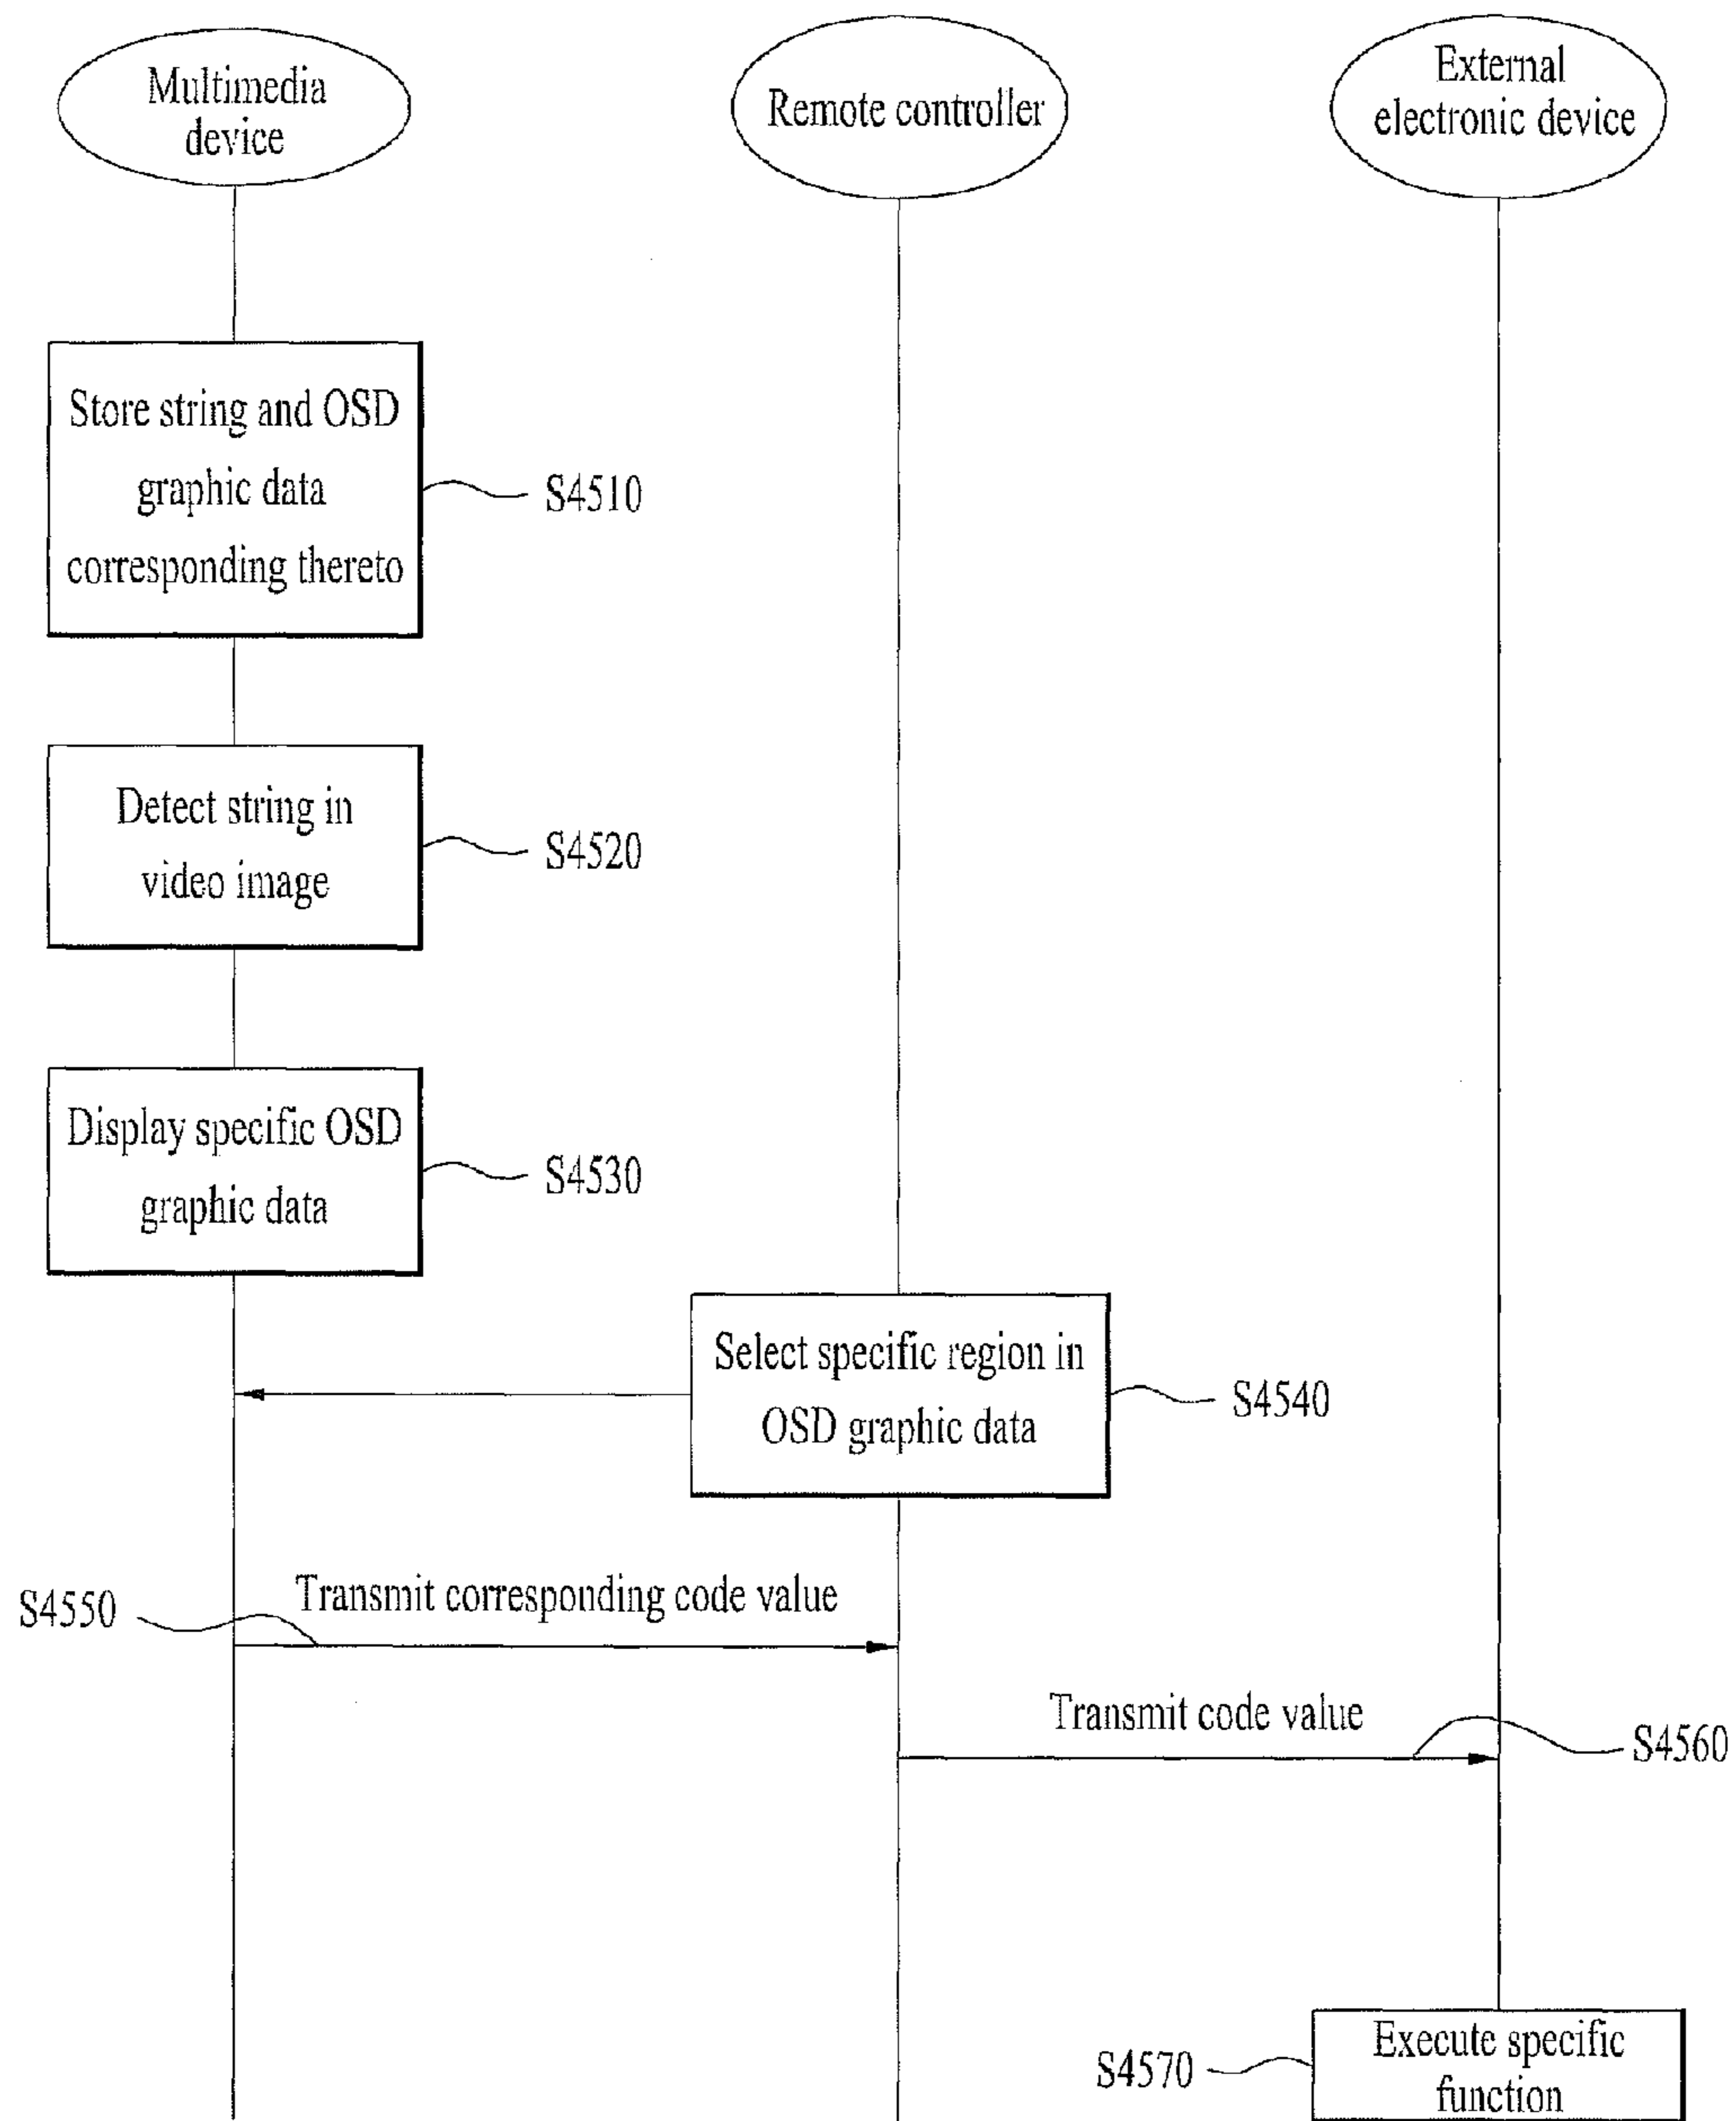 Multimedia
device
Remote controller
External
electronic device
Store string and OSD
graphic data
corresponding thereto
S4510
Detect string in
video image
S4520
Display specific OSD
graphic data
S4530
Select specific region in
OSD graphic data
S4540
S4550
Transmit corresponding code value
Transmit code value
S4560
S4570
Execute specific
function